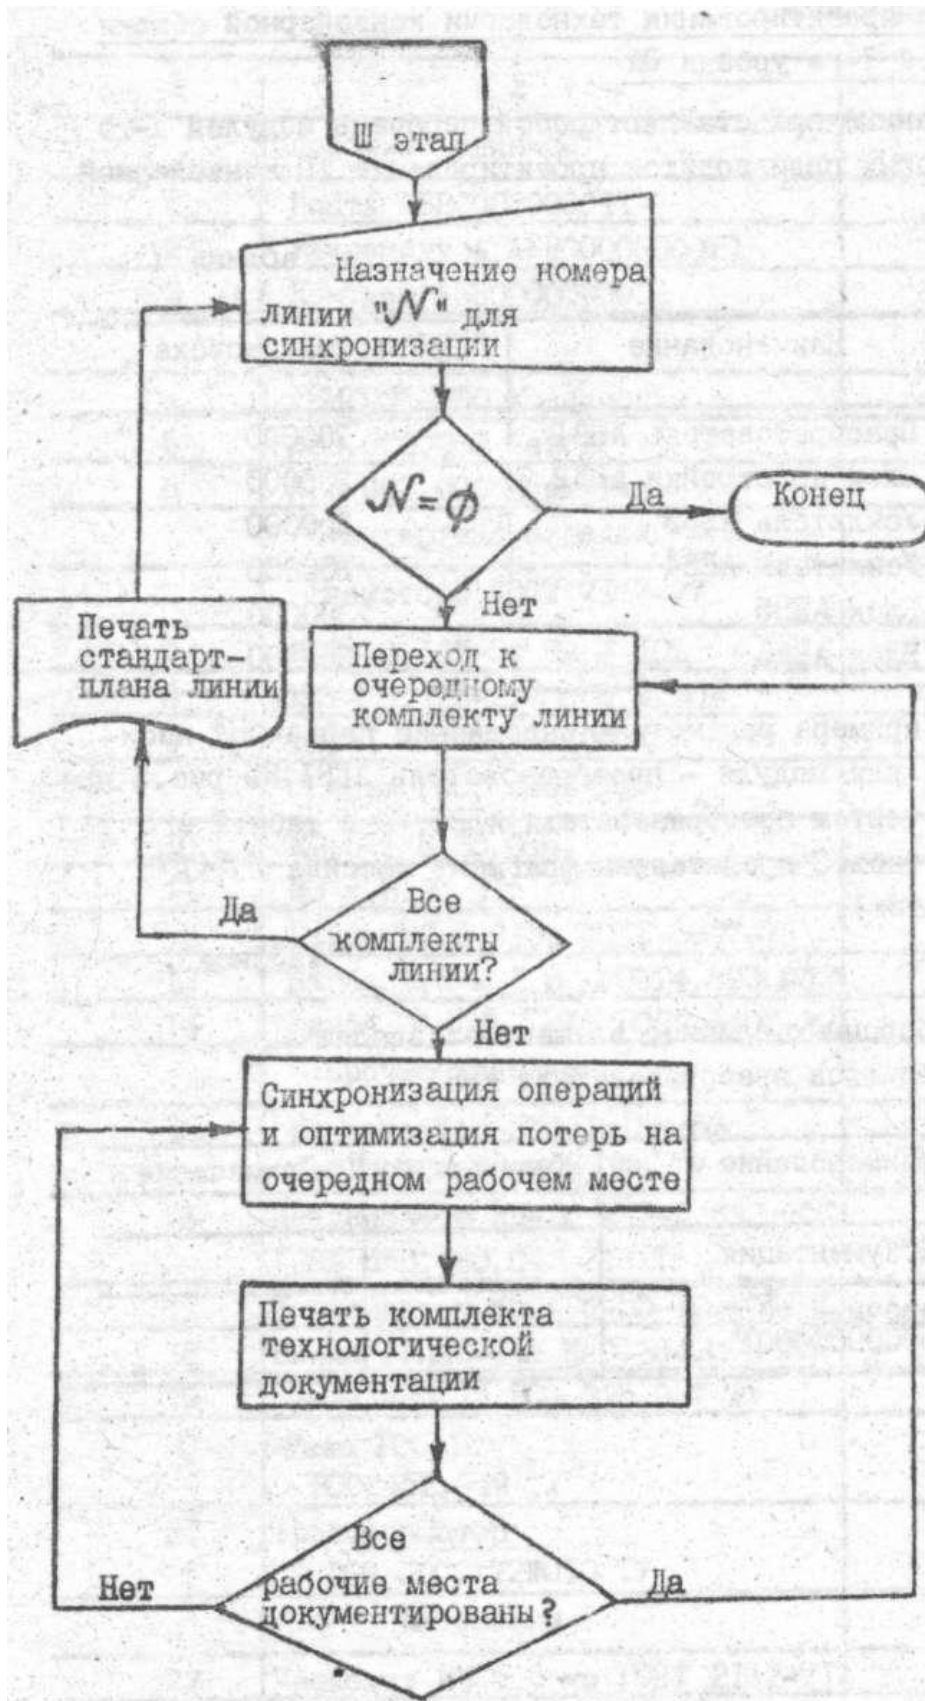 Ш этап
Назначение номера
линии "N" для
синхронизации
N=ϕ
Да
Конец
Нет
Печать
стандарт-
плана линии
Переход к
очередному
комплекту линии
Да
Все
комплекты
линии?
Нет
Синхронизация операций
и оптимизация потерь на
очередном рабочем месте
Печать комплекта
технологической
документации
Все
рабочие места
документированы?
Нет
Да